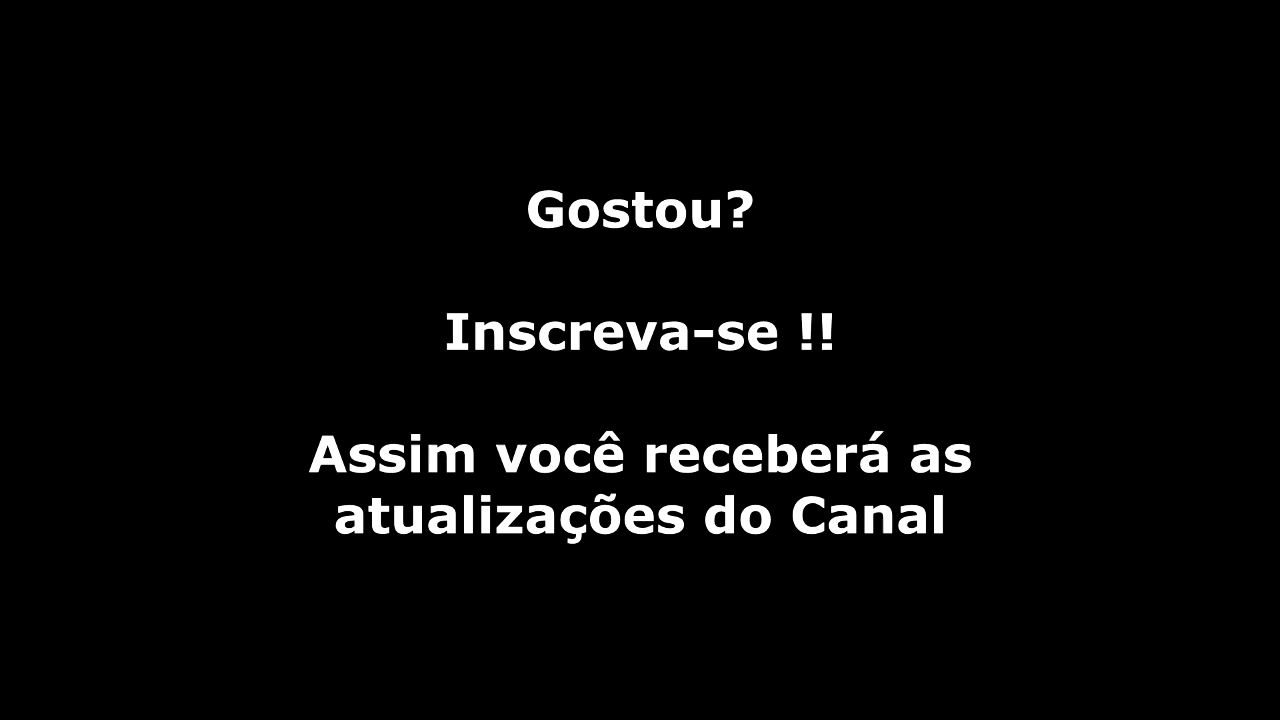 Gostou?
Inscreva-se !!
Assim você receberá as
atualizações do Canal